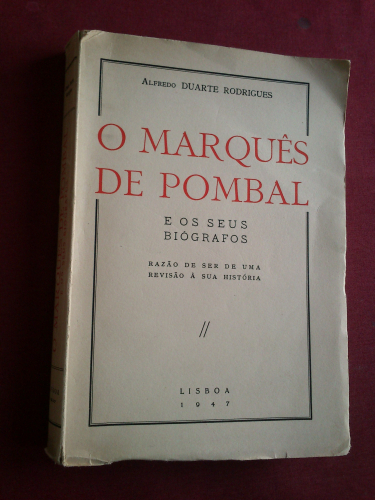 ALFREDO DUARTE RODRIGUES
O MARQUÊS
DE POMBAL
E OS SEUS
BIÓGRAFOS
RAZÃO DE SER DE UMA
REVISÃO À SUA HISTÓRIA
//
LISBOA
1947